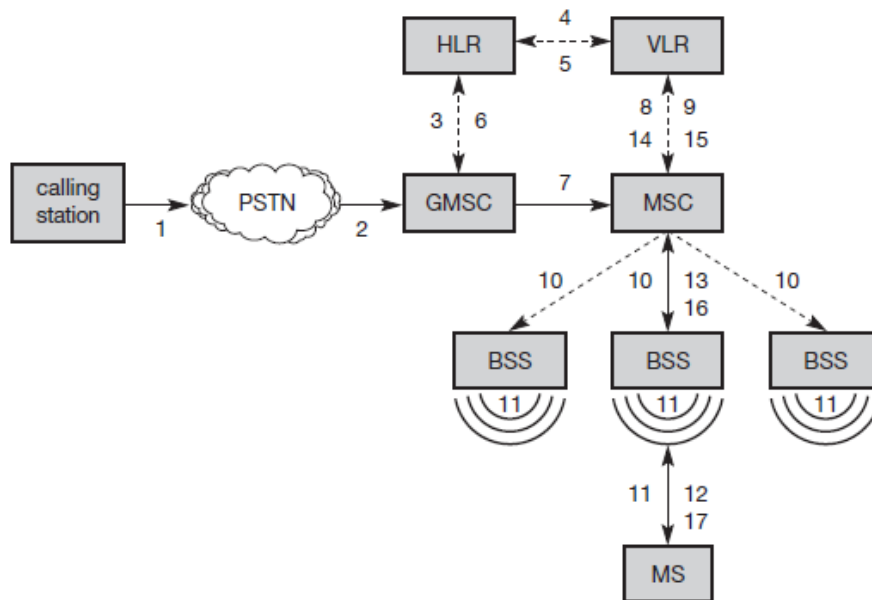 4
HLR
VLR
5
3 6
8 9
14 15
calling
station
PSTN
GMSC
7
MSC
1
2
10
10
13
10
16
BSS
BSS
BSS
11
11
11
11
12
17
MS